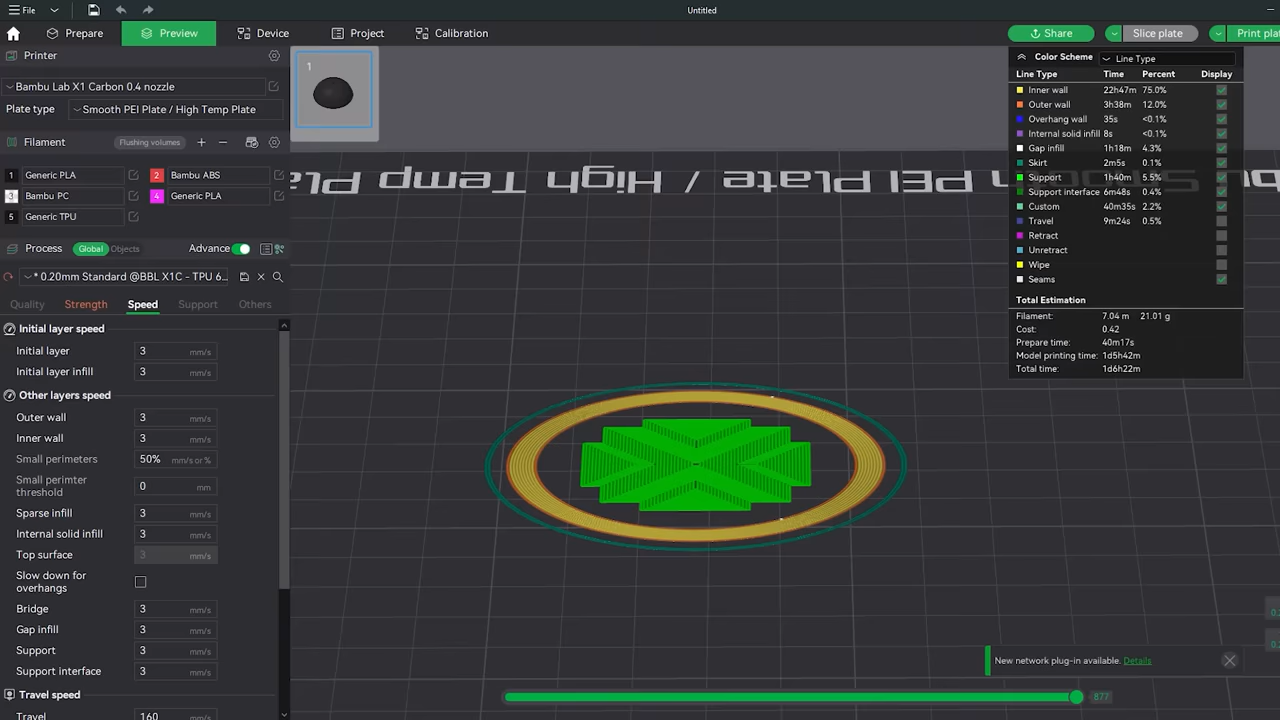 File
Untitled
Prepare
Preview
Device
Project
Calibration
Share
Slice plate
Print plat
Printer
Bambu Lab X1 Carbon 0.4 nozzle
Plate type
Smooth PEI Plate / High Temp Plate
Filament
Flushing volumes
1 Generic PLA
2 Bambu ABS
3 Bambu PC
4 Generic PLA
5 Generic TPU
Process
Global
Objects
Advance
* 0.20mm Standard @BBL X1C - TPU 6...
Quality
Strength
Speed
Support
Others
Initial layer speed
Initial layer 3 mm/s
Initial layer infill 3 mm/s
Other layers speed
Outer wall 3 mm/s
Inner wall 3 mm/s
Small perimeters 50% mm/s or %
Small perimeter
threshold 0 mm
Sparse infill 3 mm/s
Internal solid infill 3 mm/s
Top surface 3 mm/s
Slow down for
overhangs
Bridge 3 mm/s
Gap infill 3 mm/s
Support 3 mm/s
Support interface 3 mm/s
Travel speed
Travel 160 mm/s
1
Smooth PEI Plate / High Temp Pla
Color Scheme Line Type
Line Type Time Percent Display
Inner wall 22h47m 75.0%
Outer wall 3h38m 12.0%
Overhang wall 35s <0.1%
Internal solid infill 8s <0.1%
Gap infill 1h18m 4.3%
Skirt 2m5s 0.1%
Support 1h40m 5.5%
Support interface 6m48s 0.4%
Custom 40m35s 2.2%
Travel 9m24s 0.5%
Retract
Unretract
Wipe
Seams
Total Estimation
Filament: 7.04 m 21.01 g
Cost: 0.42
Prepare time: 40m17s
Model printing time: 1d5h42m
Total time: 1d6h22m
New network plug-in available. Details
877